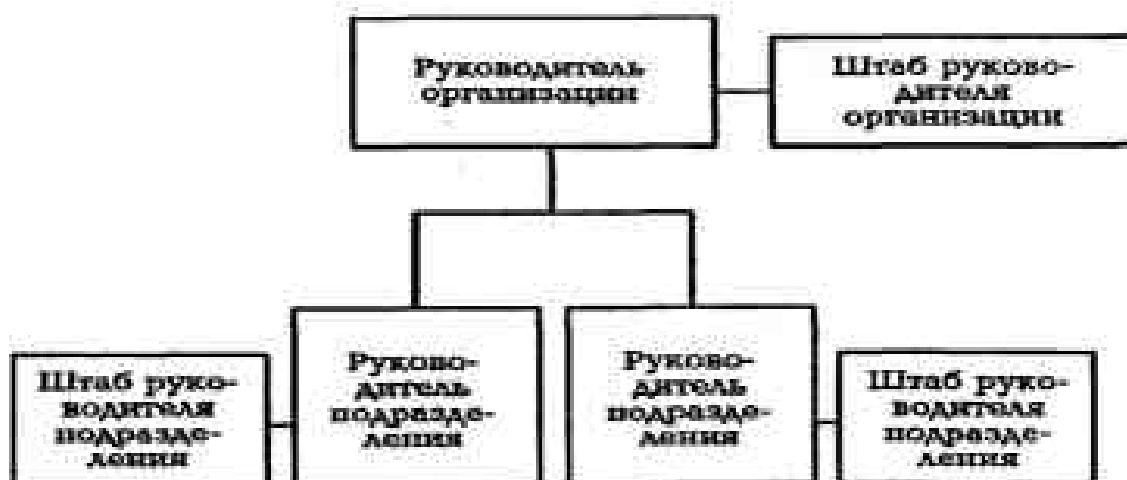 Руководитель
организации
Штаб руково-
дителя
организации
Штаб руко-
водителя
подразде-
ления
Руково-
дитель
подразде-
ления
Руково-
дитель
подразде-
ления
Штаб руко-
водителя
подразде-
ления